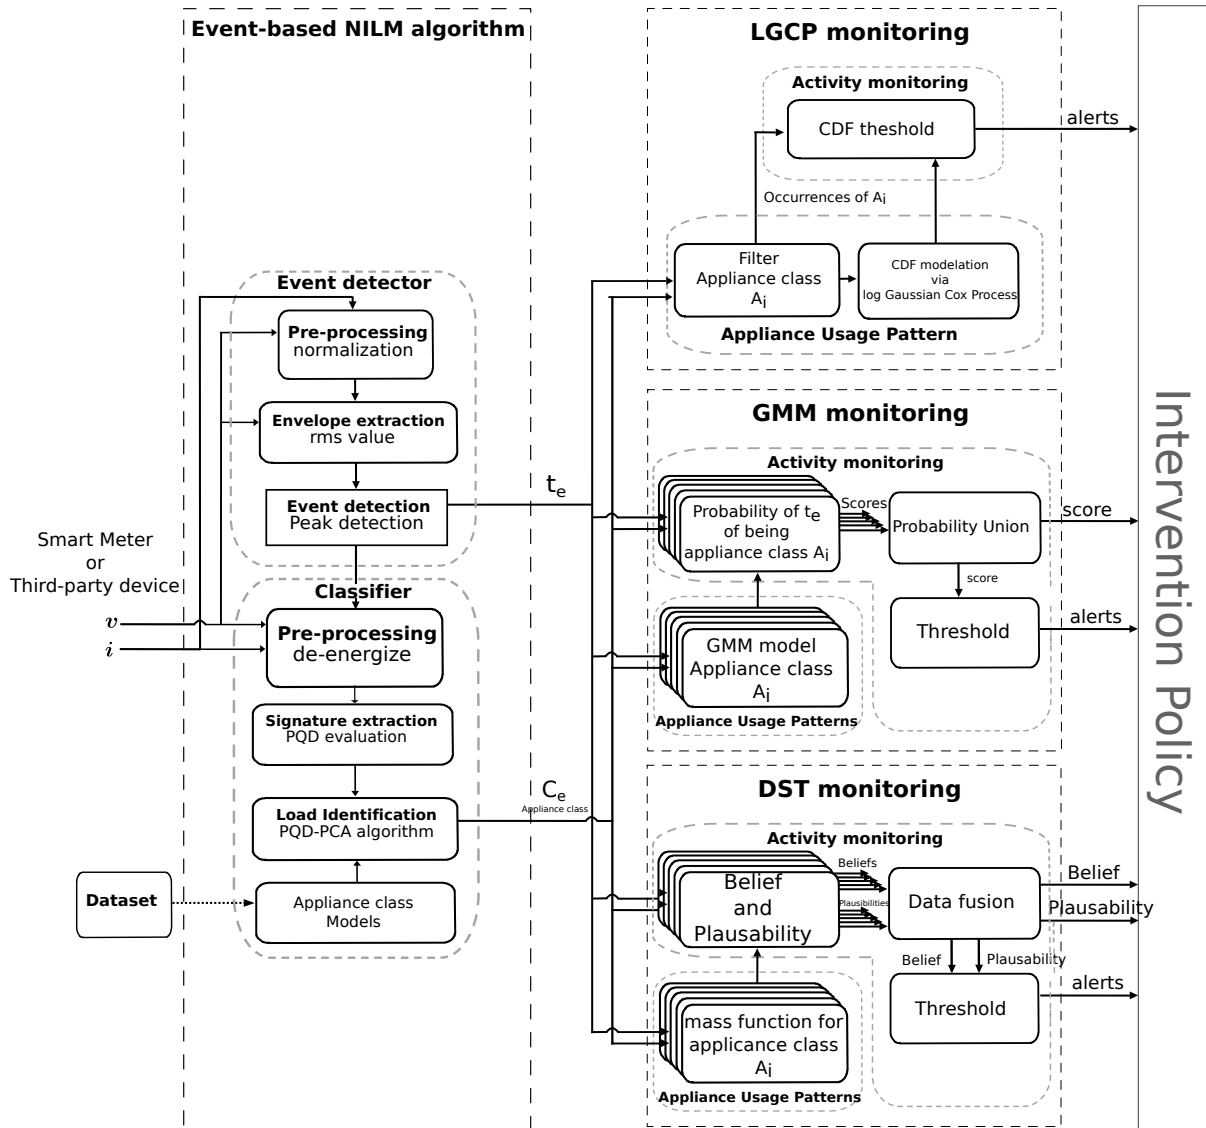 Event-based NILM algorithm
Event detector
Pre-processing
normalization
Envelope extraction
rms value
Event detection
Peak detection
Smart Meter
or
Third-party device
v
i
Classifier
Pre-processing
de-energize
Signature extraction
PQD evaluation
Load Identification
PQD-PCA algorithm
Dataset
Appliance class
Models
te
Ce
Appliance class
LGCP monitoring
Activity monitoring
CDF theshold
alerts
Occurrences of Ai
Filter
Appliance class
Ai
CDF modelation
via
log Gaussian Cox Process
Appliance Usage Pattern
GMM monitoring
Activity monitoring
Probability of te
of being
appliance class Ai
Scores
Probability Union
score
score
Threshold
alerts
GMM model
Appliance class
Ai
Appliance Usage Patterns
DST monitoring
Activity monitoring
Belief
and
Plausability
Beliefs
Plausibilities
Data fusion
Belief
Plausability
Belief
Plausability
Threshold
alerts
mass function for
applicance class
Ai
Appliance Usage Patterns
Intervention Policy